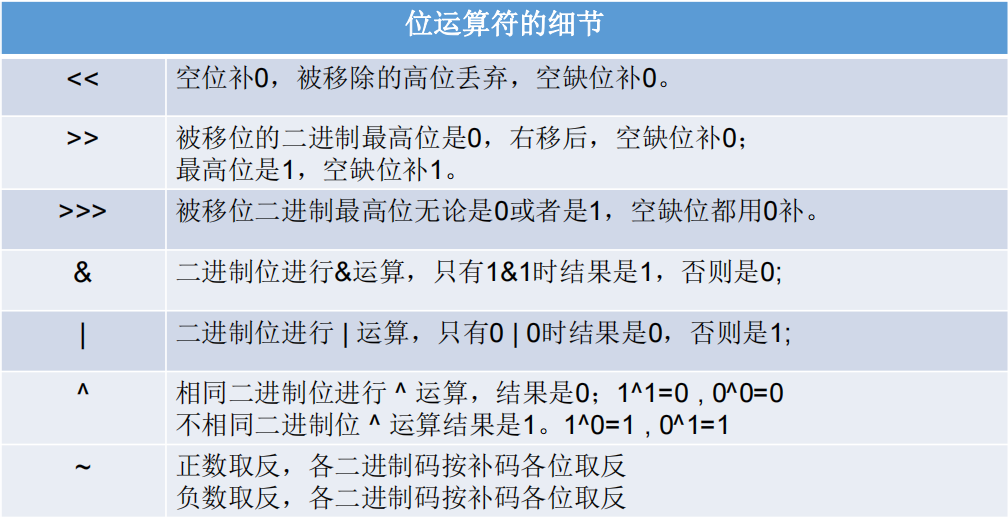 位运算符的细节
<< 空位补0，被移除的高位丢弃，空缺位补0。
>> 被移位的二进制最高位是0，右移后，空缺位补0；
最高位是1，空缺位补1。
>>> 被移位二进制最高位无论是0或者是1，空缺位都用0补。
& 二进制位进行&运算，只有1&1时结果是1，否则是0;
| 二进制位进行 | 运算，只有0 | 0时结果是0，否则是1;
^ 相同二进制位进行 ^ 运算，结果是0；1^1=0 , 0^0=0
不相同二进制位 ^ 运算结果是1。1^0=1 , 0^1=1
~ 正数取反，各二进制码按补码各位取反
负数取反，各二进制码按补码各位取反